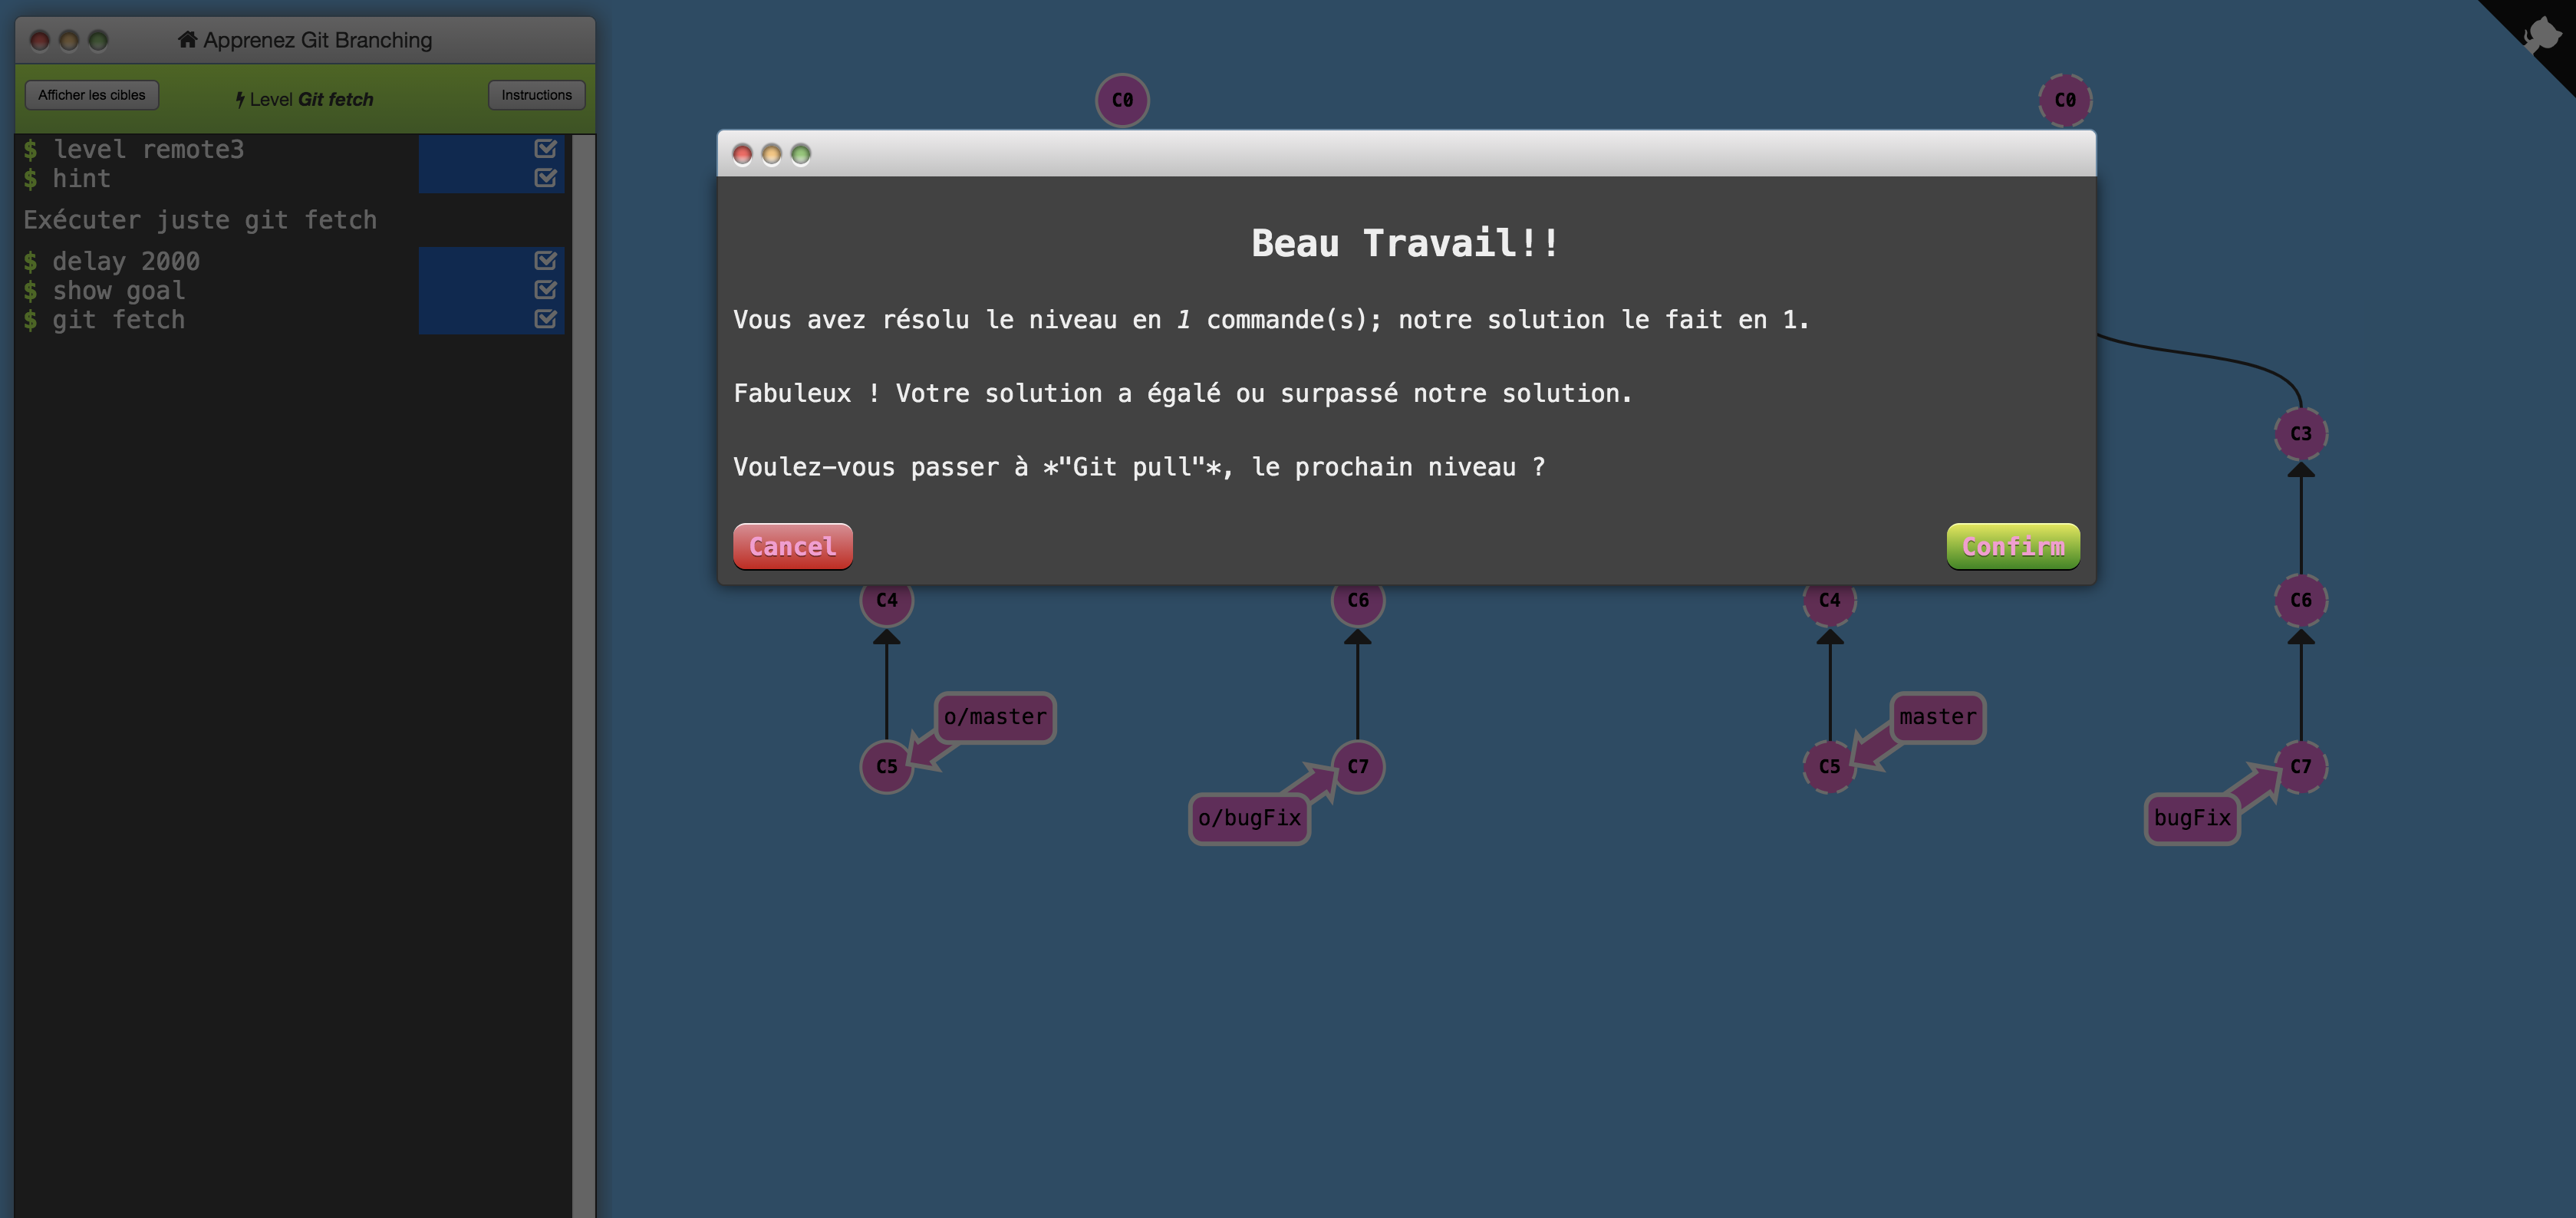 Apprenez Git Branching
Afficher les cibles
Level Git fetch
Instructions
$ level remote3
$ hint
Exécuter juste git fetch
$ delay 2000
$ show goal
$ git fetch
C0
C0
Beau Travail!!
Vous avez résolu le niveau en 1 commande(s); notre solution le fait en 1.
Fabuleux ! Votre solution a égalé ou surpassé notre solution.
Voulez-vous passer à *"Git pull"*, le prochain niveau ?
Cancel
Confirm
C3
C4
C6
C4
C6
o/master
master
C5
C7
C5
C7
o/bugFix
bugFix